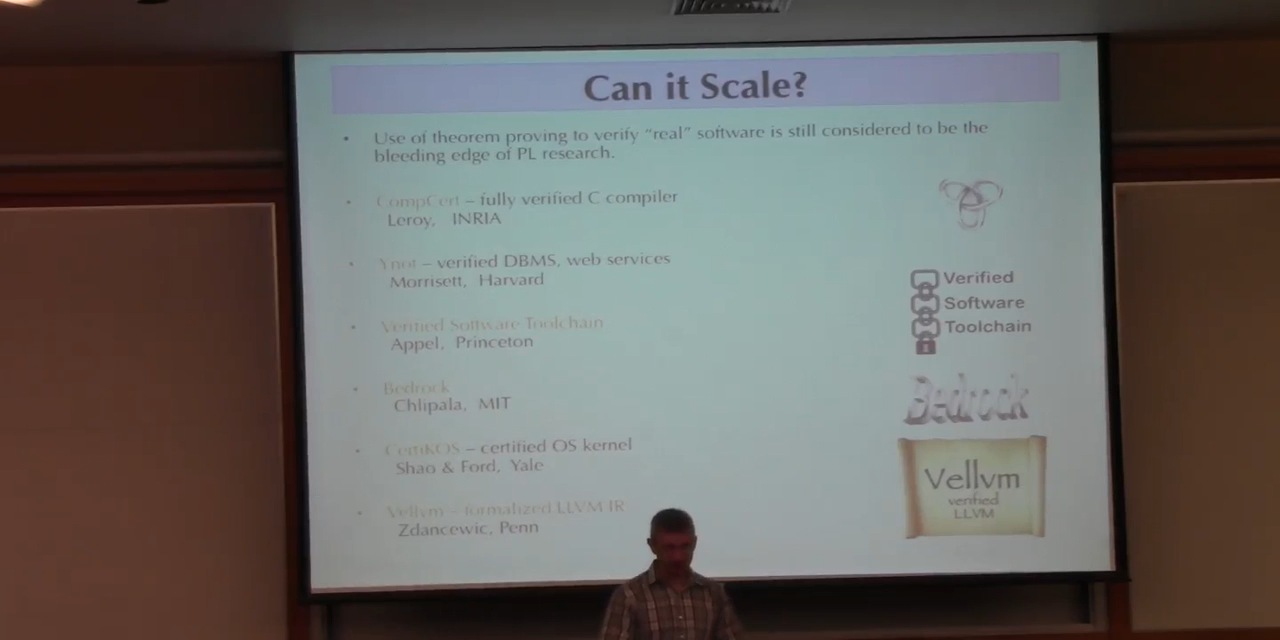 Can it Scale?
• Use of theorem proving to verify “real” software is still considered to be the
bleeding edge of PL research.
• CompCert – fully verified C compiler
Leroy, INRIA
• Ynot – verified DBMS, web services
Morrisett, Harvard
• Verified Software Toolchain
Appel, Princeton
• Bedrock
Chlipala, MIT
• CertiKOS – certified OS kernel
Shao & Ford, Yale
• Vellvm – formalized LLVM IR
Zdancewic, Penn
Verified
Software
Toolchain
Bedrock
Vellvm
verified
LLVM